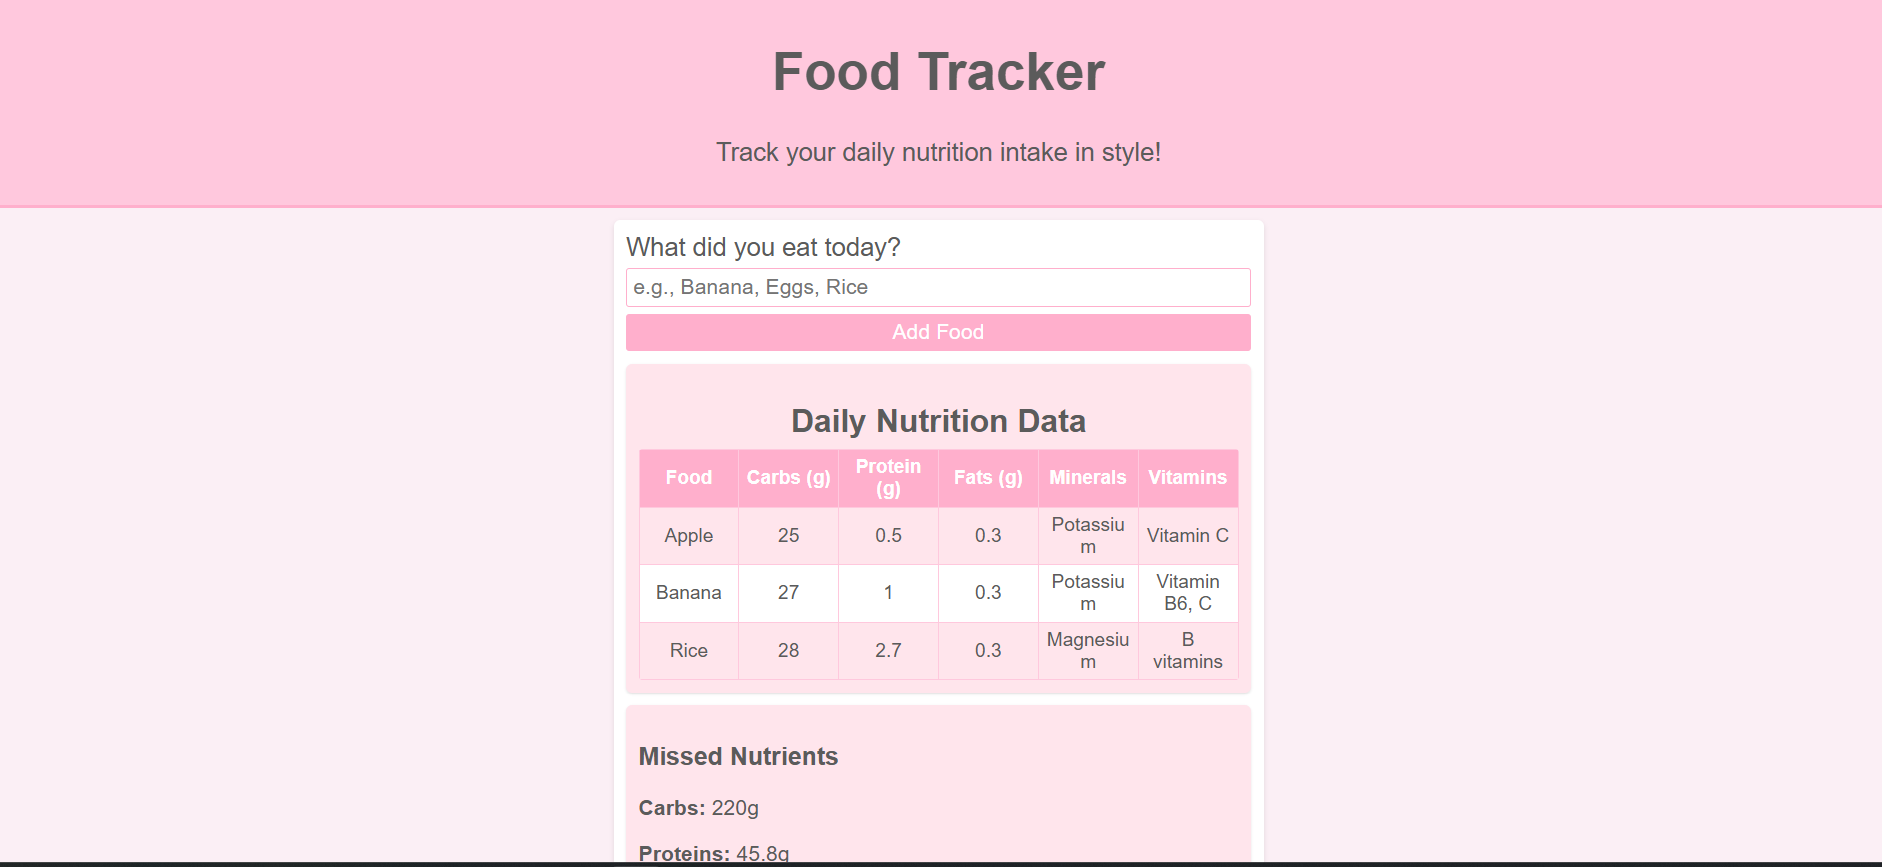 Food Tracker
Track your daily nutrition intake in style!
What did you eat today?
e.g., Banana, Eggs, Rice
Add Food
Daily Nutrition Data
Food Carbs (g) Protein (g) Fats (g) Minerals Vitamins
Apple 25 0.5 0.3 Potassium Vitamin C
Banana 27 1 0.3 Potassium Vitamin B6, C
Rice 28 2.7 0.3 Magnesium B vitamins
Missed Nutrients
Carbs: 220g
Proteins: 45.8g